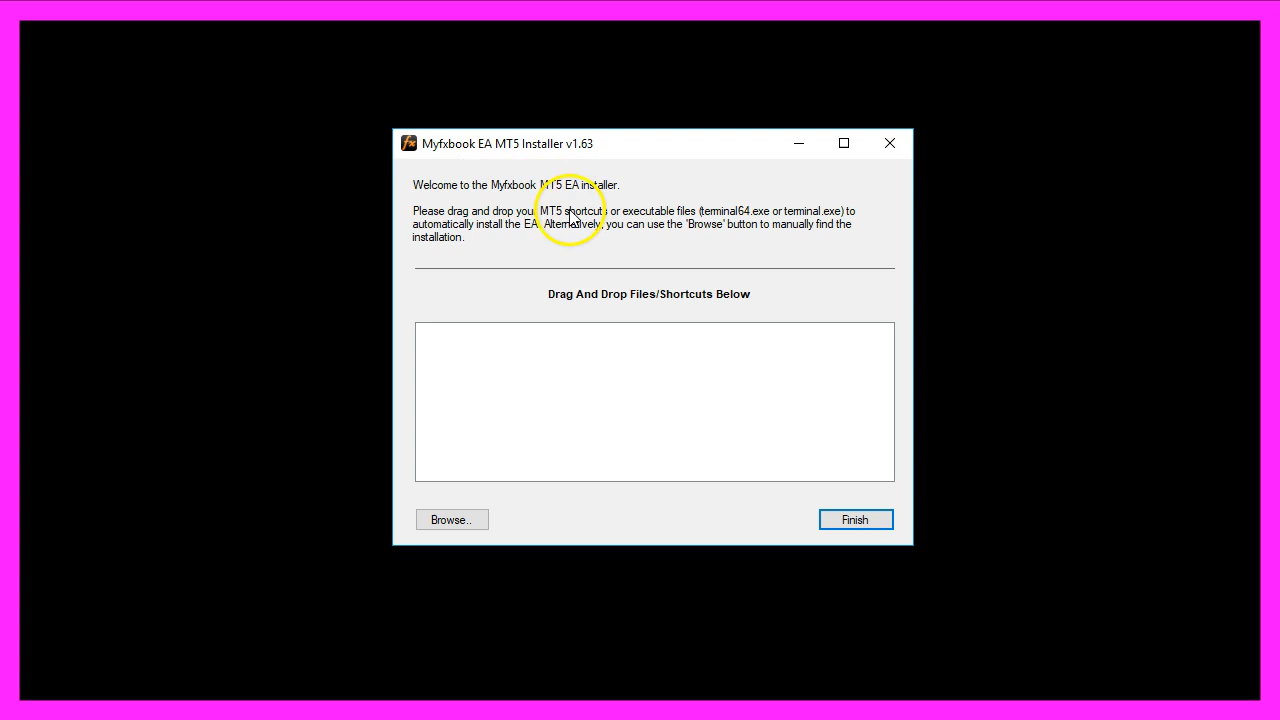 Myfxbook EA MT5 Installer v1.63
Welcome to the Myfxbook MT5 EA installer.
Please drag and drop your MT5 shortcuts or executable files (terminal64.exe or terminal.exe) to
automatically install the EA. Alternatively, you can use the 'Browse' button to manually find the
installation.
Drag And Drop Files/Shortcuts Below
Browse..
Finish